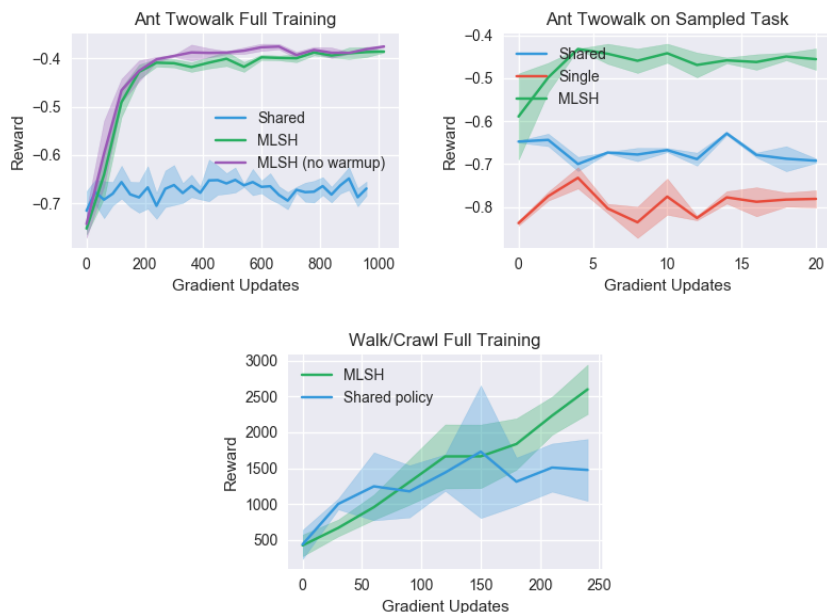 Ant Twowalk Full Training
Reward
−0.4
−0.5
−0.6
−0.7
Shared
MLSH
MLSH (no warmup)
0 200 400 600 800 1000
Gradient Updates
Ant Twowalk on Sampled Task
Reward
−0.4
−0.5
−0.6
−0.7
−0.8
Shared
Single
MLSH
0 5 10 15 20
Gradient Updates
Walk/Crawl Full Training
Reward
3000
2500
2000
1500
1000
500
MLSH
Shared policy
0 50 100 150 200 250
Gradient Updates